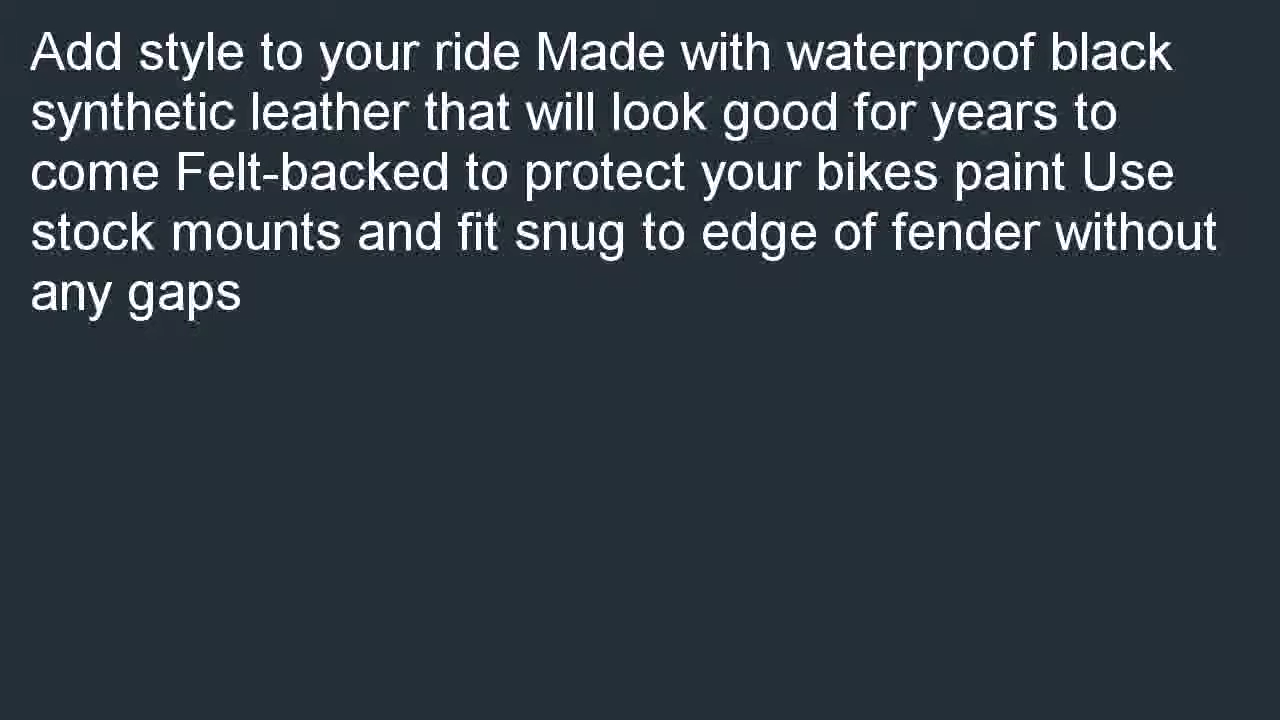 Add style to your ride Made with waterproof black
synthetic leather that will look good for years to
come Felt-backed to protect your bikes paint Use
stock mounts and fit snug to edge of fender without
any gaps